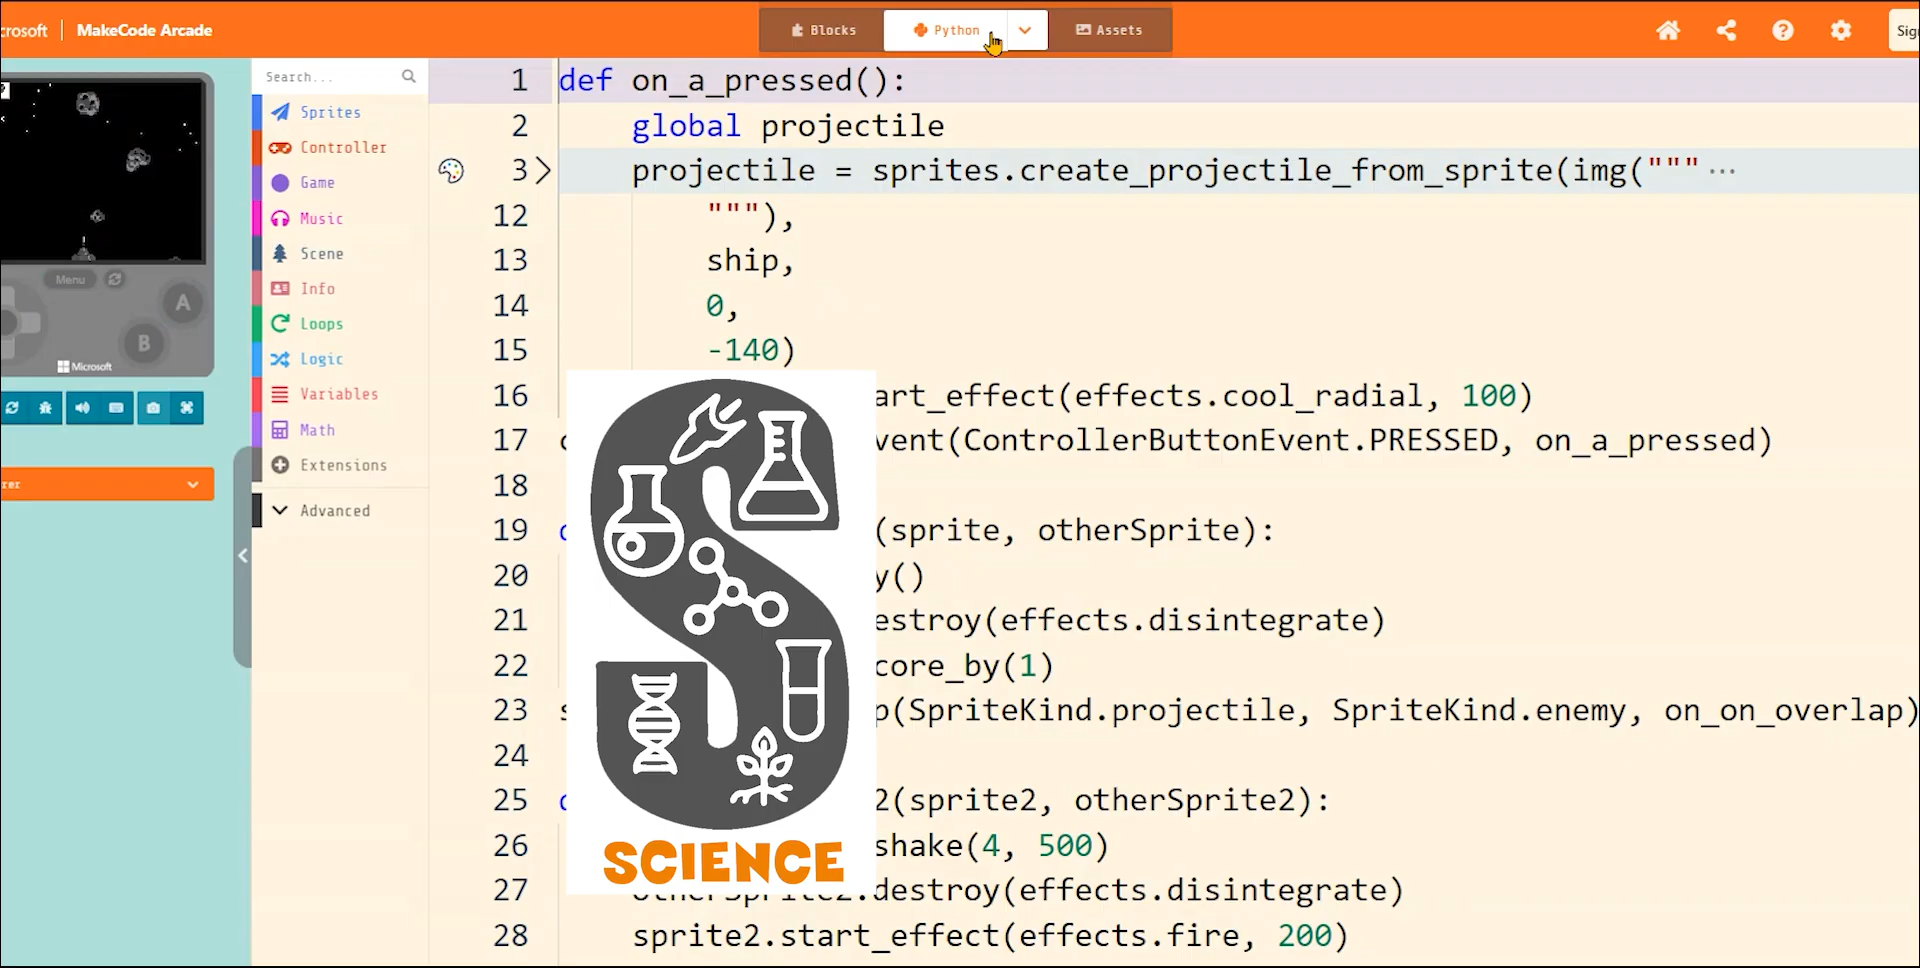 crosoft | MakeCode Arcade
Blocks
Python
Assets
Sig
Search...
Sprites
Controller
Game
Music
Scene
Info
Loops
Logic
Variables
Math
Extensions
Advanced
Menu
A
B
Microsoft
rer
1 def on_a_pressed():
2 global projectile
3 projectile = sprites.create_projectile_from_sprite(img("""...
12 """),
13 ship,
14 0,
15 -140)
16 art_effect(effects.cool_radial, 100)
17 vent(ControllerButtonEvent.PRESSED, on_a_pressed)
18
19 (sprite, otherSprite):
20 y()
21 estroy(effects.disintegrate)
22 core_by(1)
23 p(SpriteKind.projectile, SpriteKind.enemy, on_on_overlap)
24
25 2(sprite2, otherSprite2):
26 shake(4, 500)
27 otherSprite2.destroy(effects.disintegrate)
28 sprite2.start_effect(effects.fire, 200)
SCIENCE